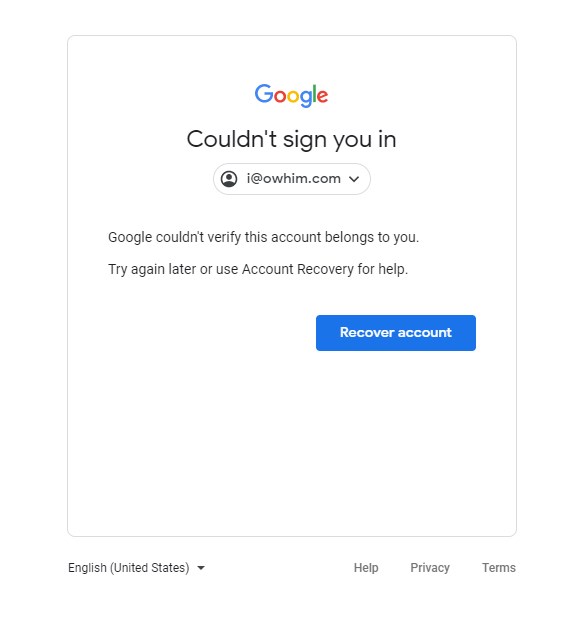 Google
Couldn't sign you in
i@owhim.com
Google couldn't verify this account belongs to you.
Try again later or use Account Recovery for help.
Recover account
English (United States)
Help
Privacy
Terms